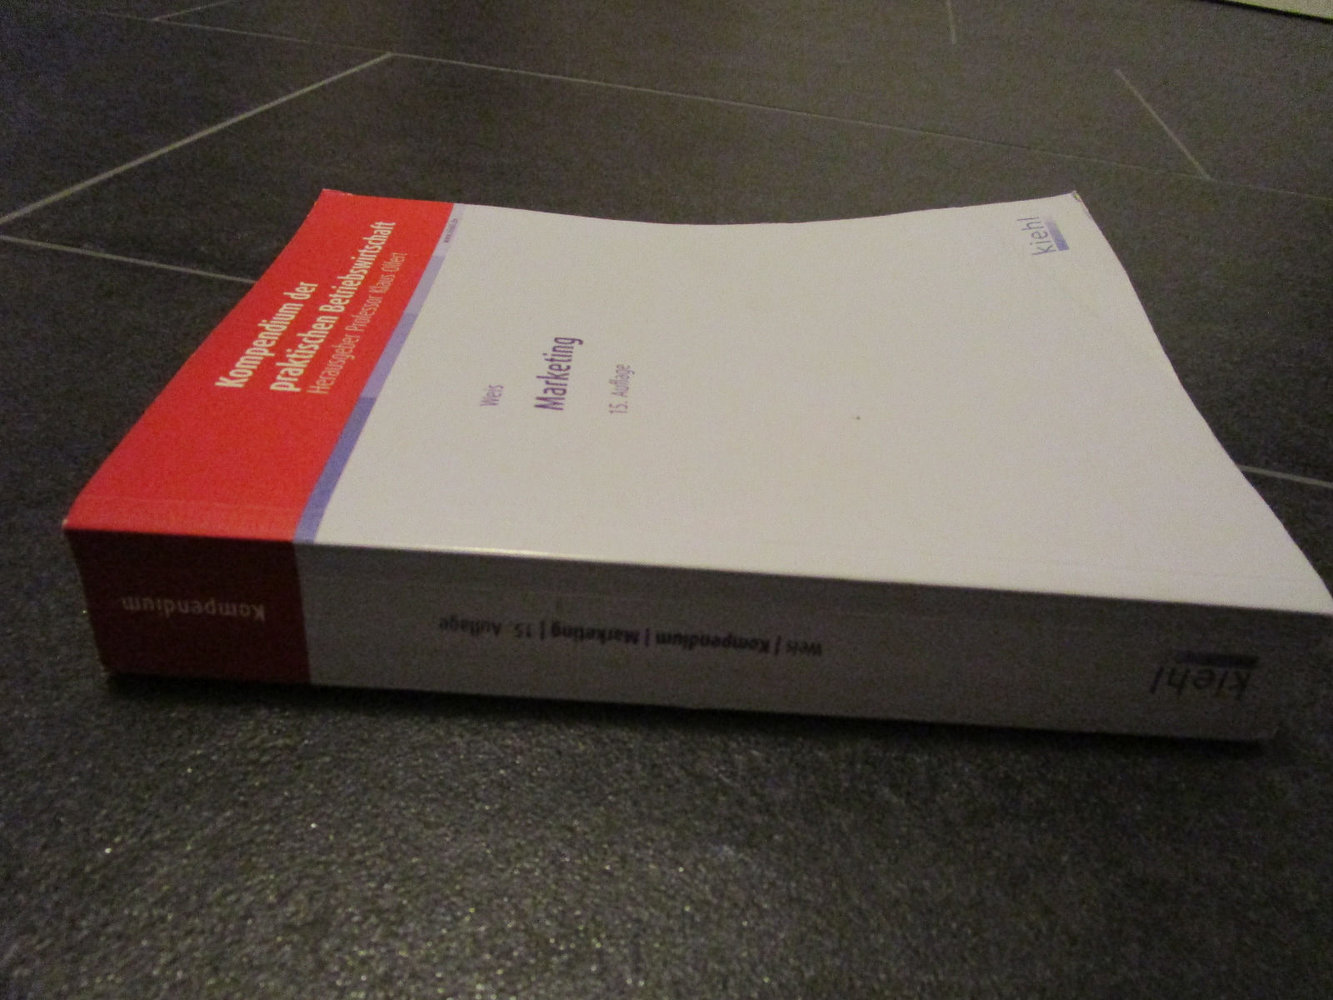 Kompendium der
praktischen Betriebswirtschaft
Herausgeber Professor Klaus Olfert
Weis
Marketing
15. Auflage
kiehl
Kompendium
Weis | Kompendium | Marketing | 15. Auflage
kiehl